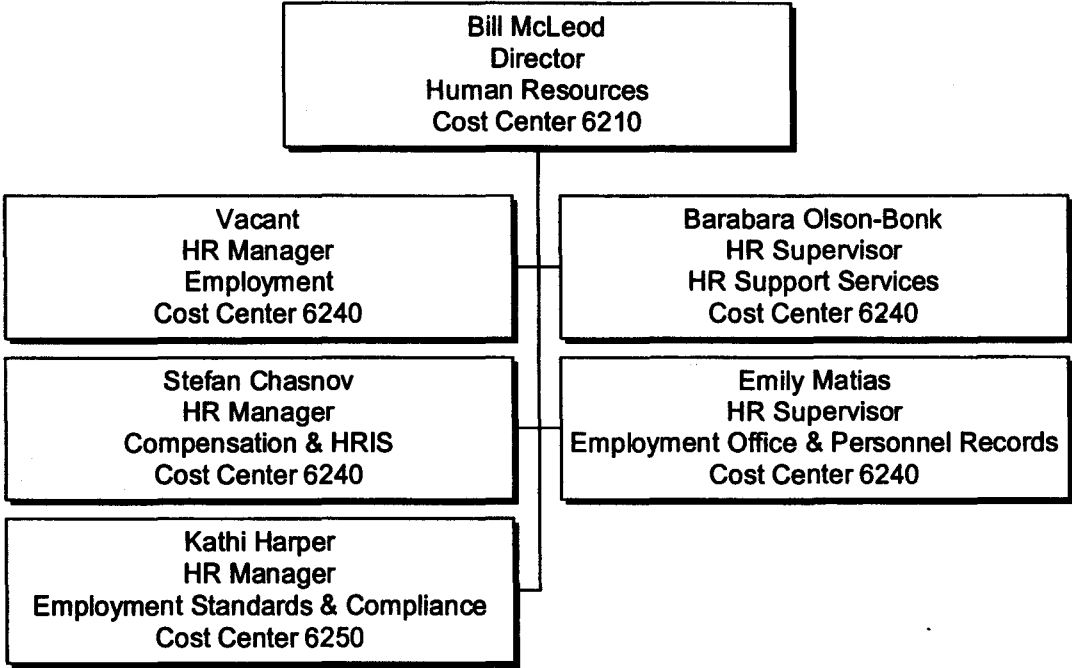 Bill McLeod
Director
Human Resources
Cost Center 6210
Vacant
HR Manager
Employment
Cost Center 6240
Barabara Olson-Bonk
HR Supervisor
HR Support Services
Cost Center 6240
Stefan Chasnov
HR Manager
Compensation & HRIS
Cost Center 6240
Emily Matias
HR Supervisor
Employment Office & Personnel Records
Cost Center 6240
Kathi Harper
HR Manager
Employment Standards & Compliance
Cost Center 6250